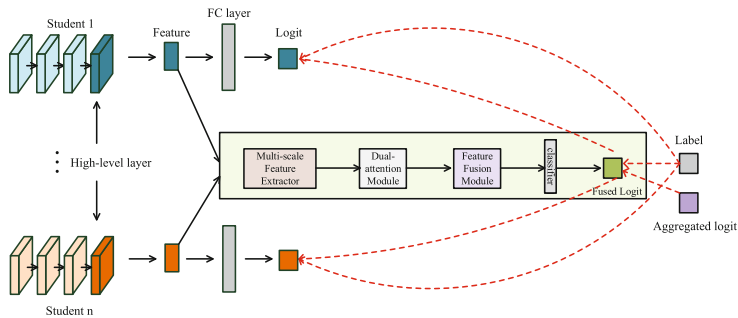 Student 1
FC layer
Feature
Logit
High-level layer
Multi-scale
Feature
Extractor
Dual-
attention
Module
Feature
Fusion
Module
classifier
Fused Logit
Label
Aggregated logit
Student n